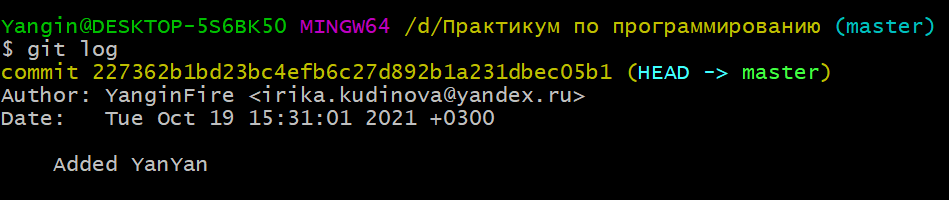 Yangin@DESKTOP-5S6BK50 MINGW64 /d/Практикум по программированию (master)
$ git log
commit 227362b1bd23bc4efb6c27d892b1a231dbec05b1 (HEAD -> master)
Author: YanginFire <irika.kudinova@yandex.ru>
Date:   Tue Oct 19 15:31:01 2021 +0300
    Added YanYan